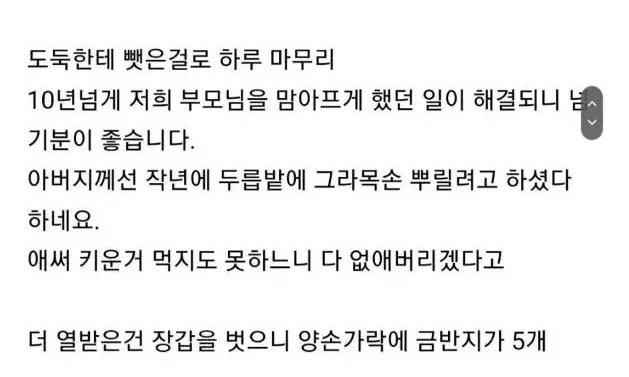 도둑한테 뺏은걸로 하루 마무리
10년넘게 저희 부모님을 맘아프게 했던 일이 해결되니 넘
기분이 좋습니다.
아버지께선 작년에 두릅밭에 그라목손 뿌릴려고 하셨다
하네요.
애써 키운거 먹지도 못하느니 다 없애버리겠다고
더 열받은건 장갑을 벗으니 양손가락에 금반지가 5개